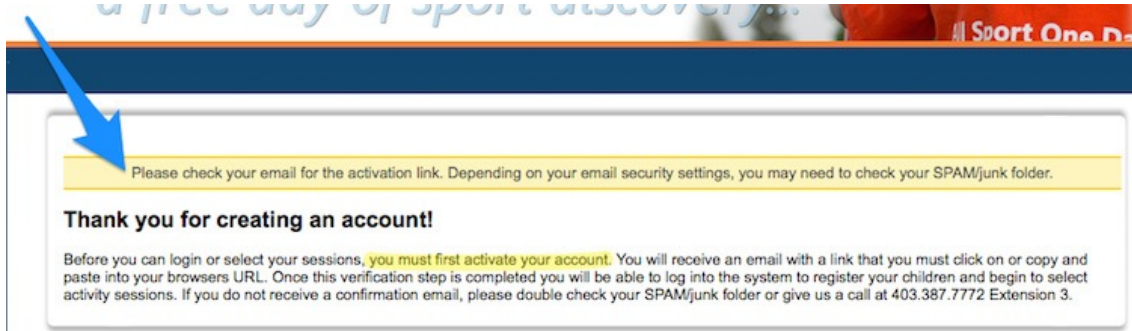 a free day of sport discovery...
All Sport One Da
Please check your email for the activation link. Depending on your email security settings, you may need to check your SPAM/junk folder.
Thank you for creating an account!
Before you can login or select your sessions, you must first activate your account. You will receive an email with a link that you must click on or copy and
paste into your browsers URL. Once this verification step is completed you will be able to log into the system to register your children and begin to select
activity sessions. If you do not receive a confirmation email, please double check your SPAM/junk folder or give us a call at 403.387.7772 Extension 3.